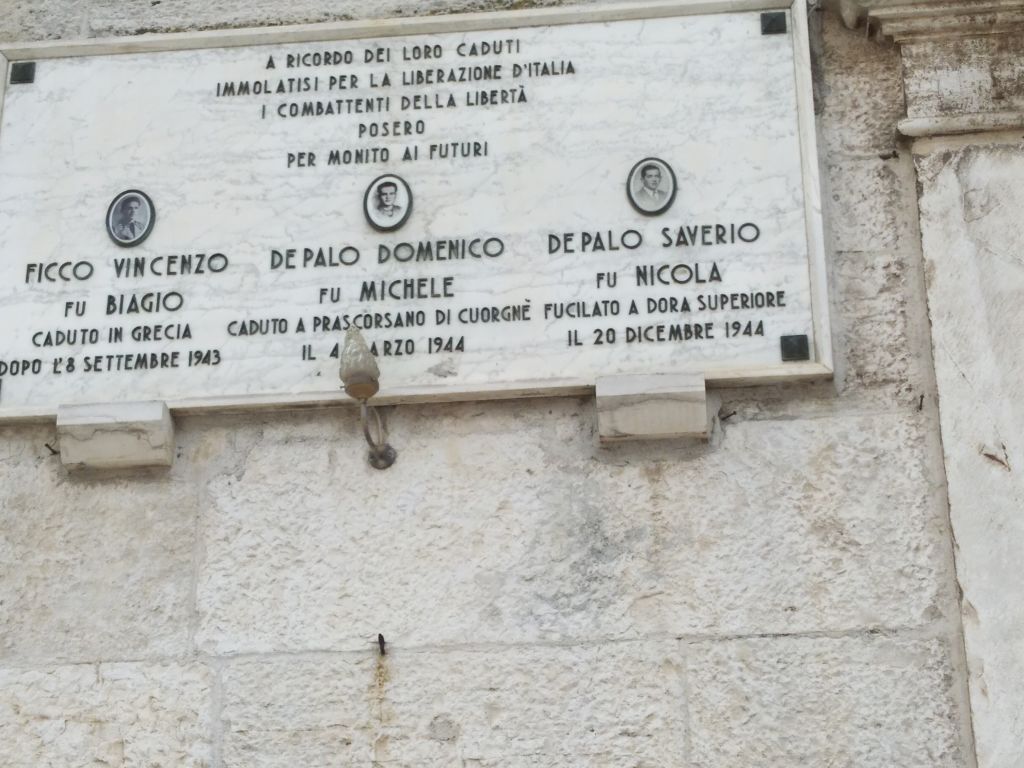 A RICORDO DEI LORO CADUTI
IMMOLATISI PER LA LIBERAZIONE D'ITALIA
I COMBATTENTI DELLA LIBERTÀ
POSERO
PER MONITO AI FUTURI
FICCO VINCENZO
FU BIAGIO
CADUTO IN GRECIA
DOPO L'8 SETTEMBRE 1943
DE PALO DOMENICO
FU MICHELE
CADUTO A PRASCORSANO DI CUORGNÈ
IL 4 MARZO 1944
DE PALO SAVERIO
FU NICOLA
FUCILATO A DORA SUPERIORE
IL 20 DICEMBRE 1944